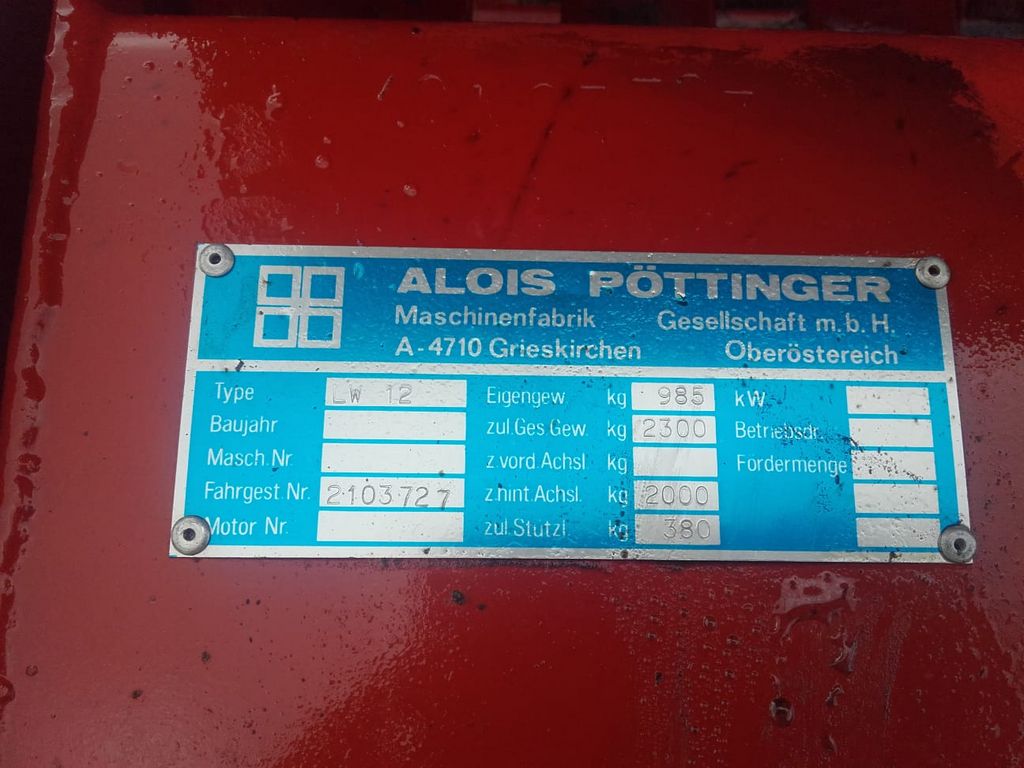 ALOIS PÖTTINGER
Maschinenfabrik Gesellschaft m.b.H.
A-4710 Grieskirchen Oberöstereich
Type LW 12 Eigengew. kg 985 kW
Baujahr zul.Ges.Gew. kg 2300 Betriebsdr.
Masch.Nr. z.vord.Achsl. kg Fördermenge
Fahrgest.Nr. 2103727 z.hint.Achsl. kg 2000
Motor Nr. zul.Stützl. kg 380